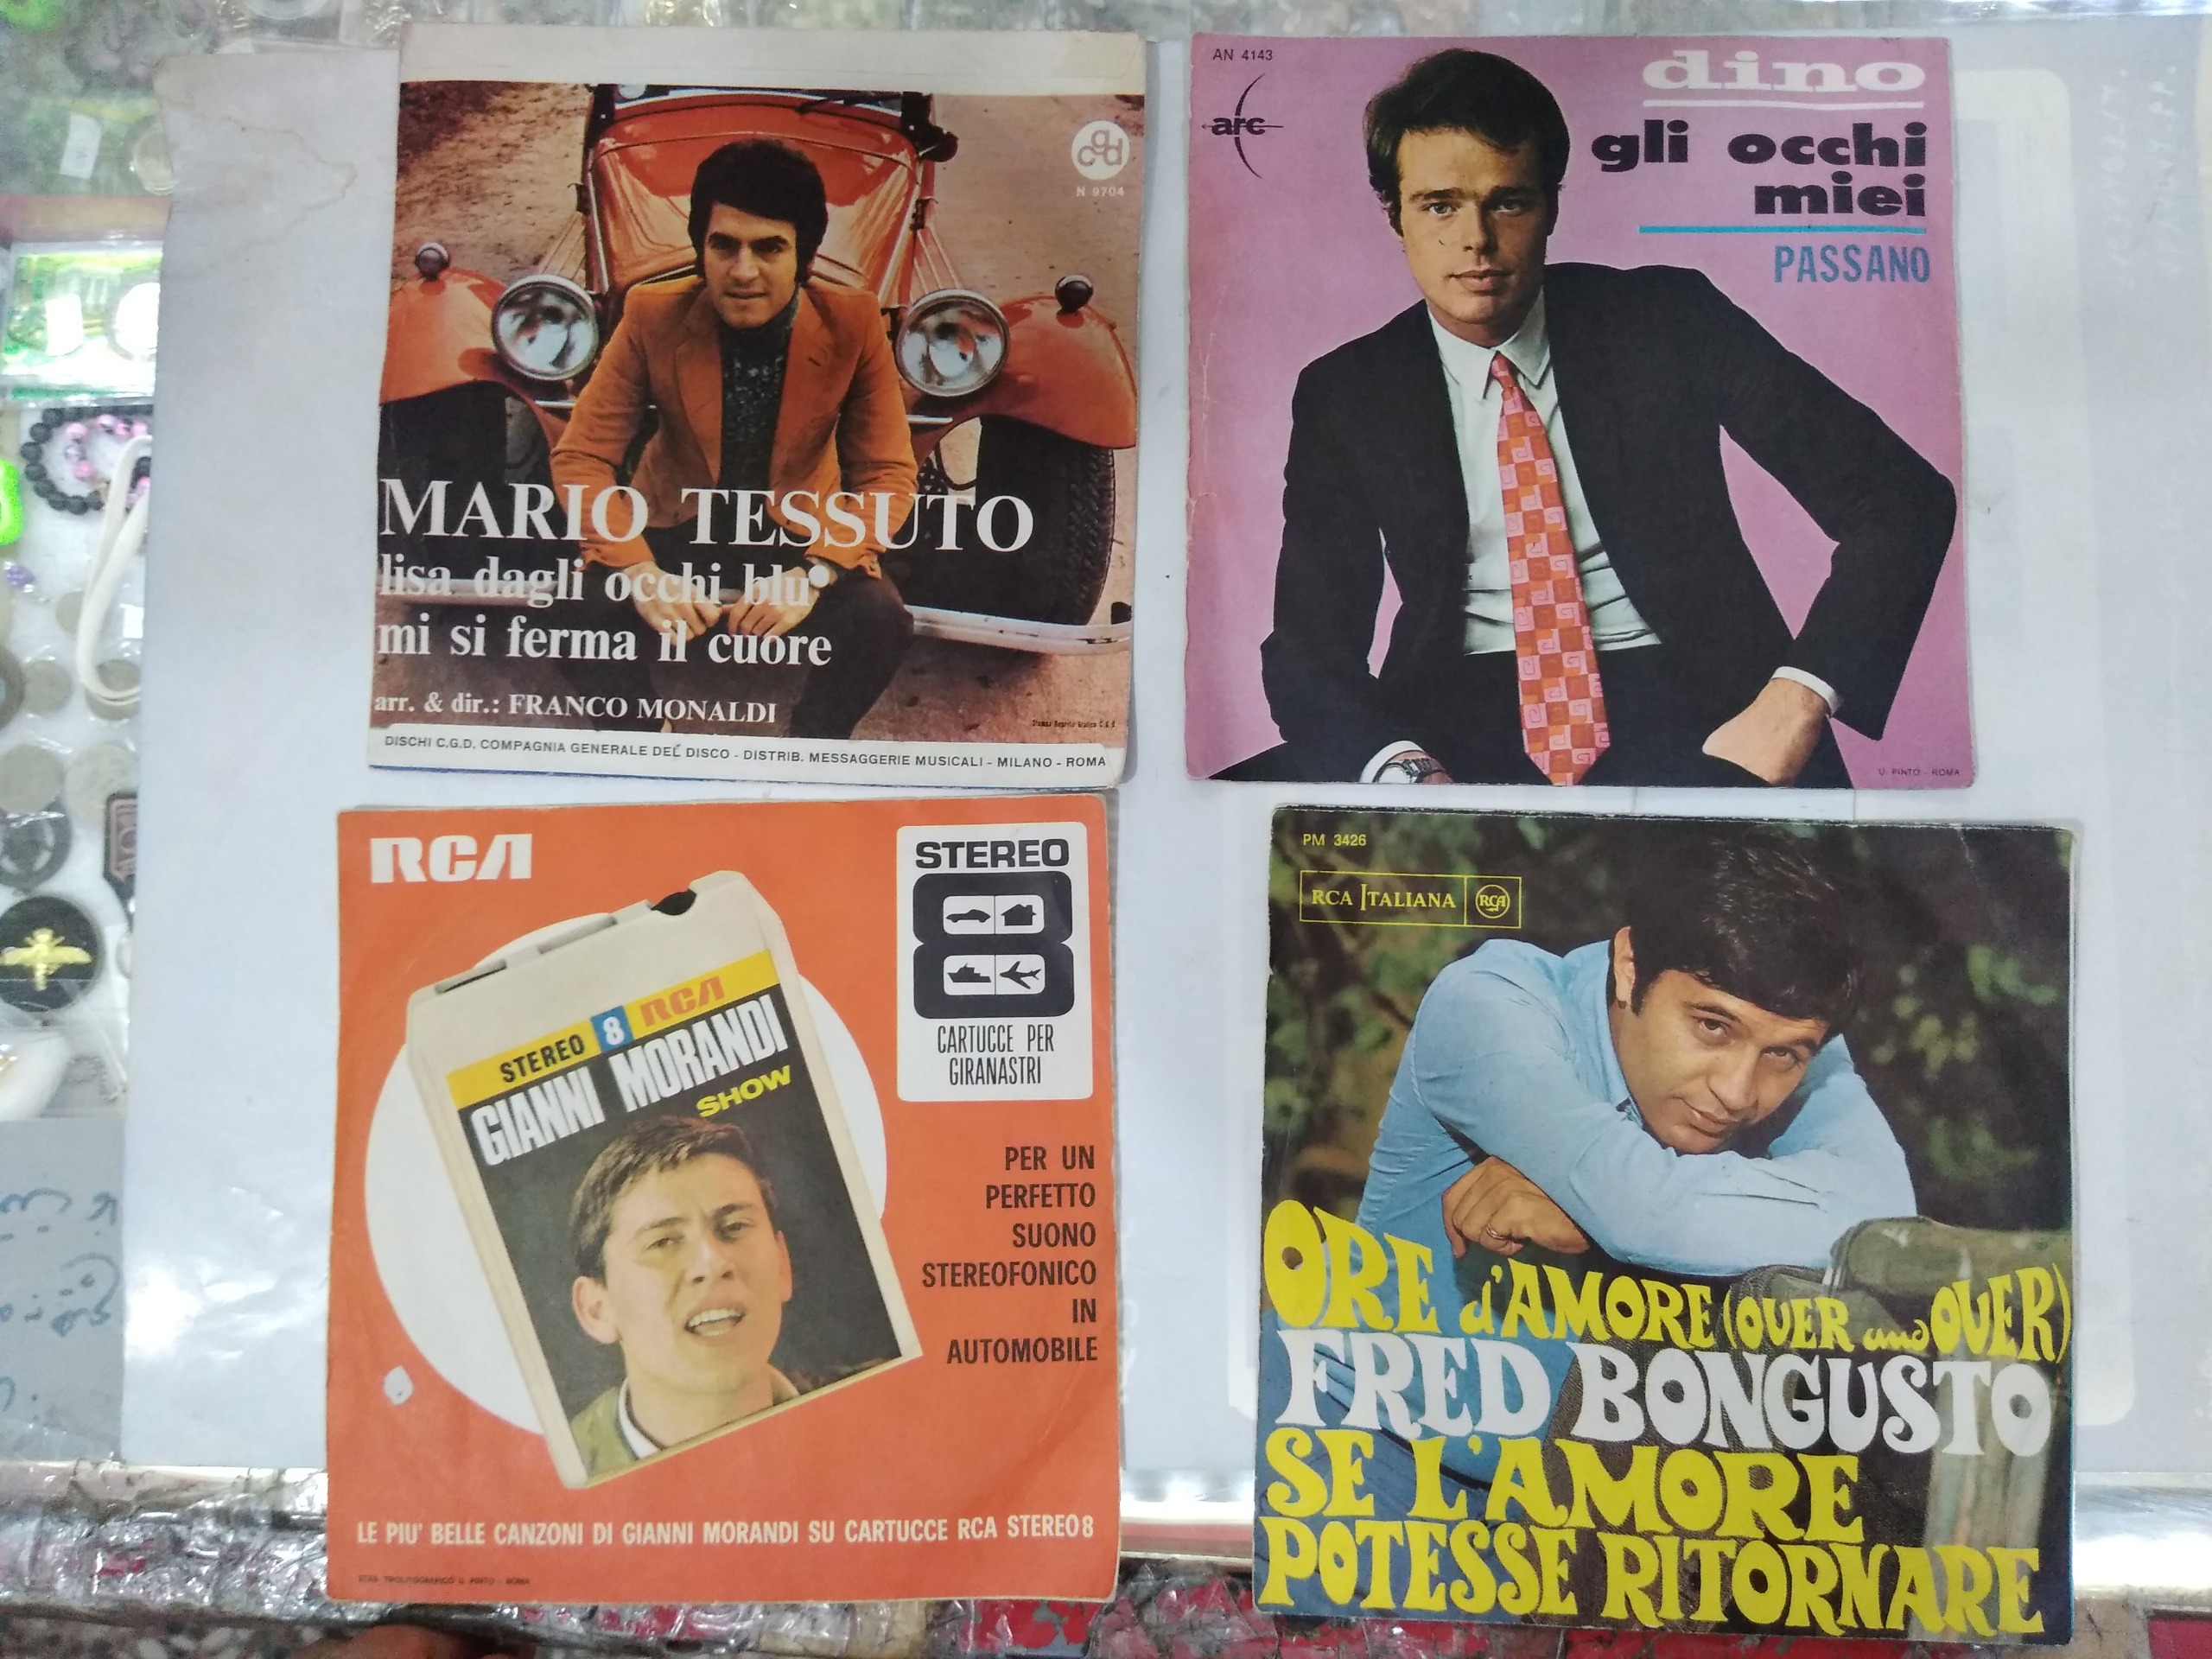 cgd
N 9704
MARIO TESSUTO
lisa dagli occhi blu
mi si ferma il cuore
arr. & dir.: FRANCO MONALDI
DISCHI C.G.D. COMPAGNIA GENERALE DEL DISCO - DISTRIB. MESSAGGERIE MUSICALI - MILANO - ROMA
AN 4143
arc
dino
gli occhi
miei
PASSANO
U. PINTO - ROMA
RCA
STEREO
8
CARTUCCE PER
GIRANASTRI
STEREO 8 RCA
GIANNI MORANDI
SHOW
PER UN
PERFETTO
SUONO
STEREOFONICO
IN
AUTOMOBILE
LE PIU' BELLE CANZONI DI GIANNI MORANDI SU CARTUCCE RCA STEREO8
PM 3426
RCA ITALIANA RCA
ORE d'AMORE (OVER and OVER)
FRED BONGUSTO
SE L'AMORE
POTESSE RITORNARE